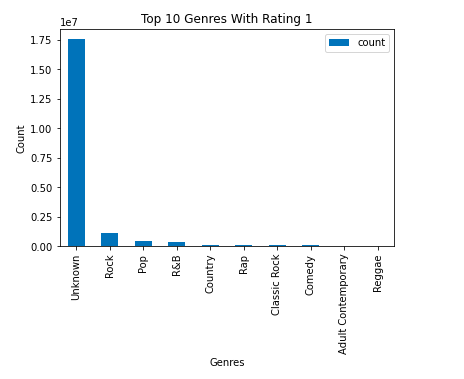 Top 10 Genres With Rating 1
1e7
count
1.75
1.50
1.25
1.00
0.75
0.50
0.25
0.00
Count
Unknown
Rock
Pop
R&B
Country
Rap
Classic Rock
Comedy
Adult Contemporary
Reggae
Genres